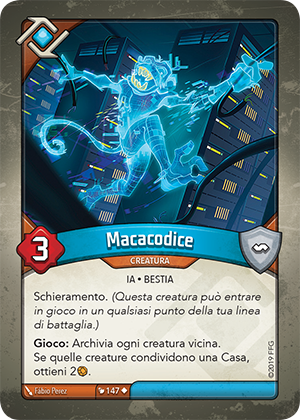 Macacodice
CREATURA
3
IA • BESTIA
Schieramento. (Questa creatura può entrare
in gioco in un qualsiasi punto della tua linea
di battaglia.)
Gioco: Archivia ogni creatura vicina.
Se quelle creature condividono una Casa,
ottieni 2.
©2019 FFG
Fabio Perez
147